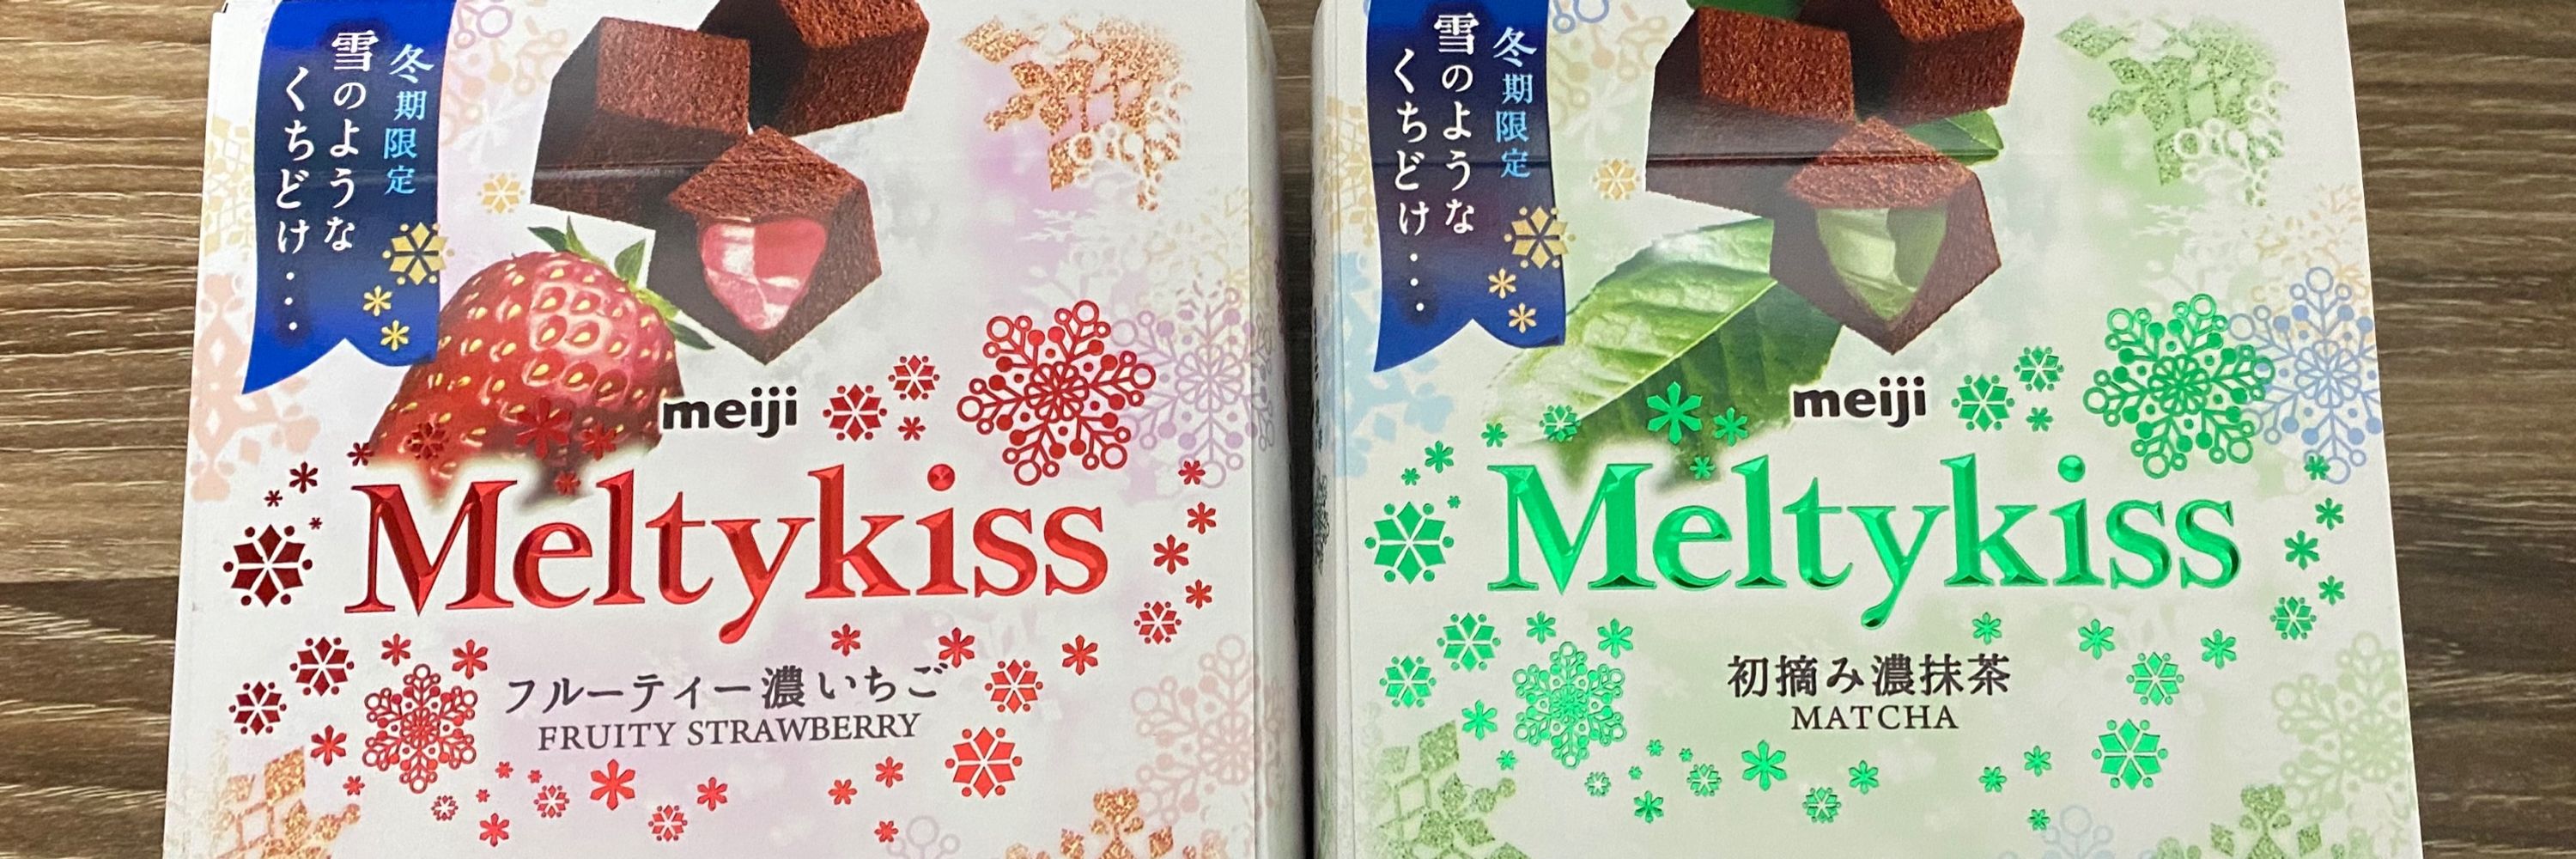 冬期限定
雪のような
くちどけ・・・
meiji
Meltykiss
フルーティー濃いちご
FRUITY STRAWBERRY
冬期限定
雪のような
くちどけ・・・
meiji
Meltykiss
初摘み濃抹茶
MATCHA